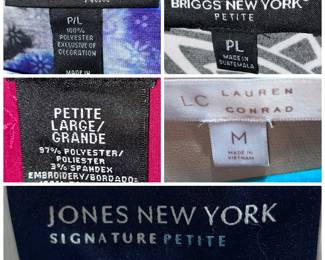 P/L
100%
POLYESTER
EXCLUSIVE OF
DECORATION
MADE IN
BRIGGS NEW YORK®
PETITE
PL
MADE IN
GUATEMALA
PETITE
LARGE/
GRANDE
97% POLYESTER/
POLIESTER
3% SPANDEX
EMBROIDERY/BORDADO:
LC LAUREN
CONRAD
M
MADE IN
VIETNAM
JONES NEW YORK
SIGNATURE PETITE